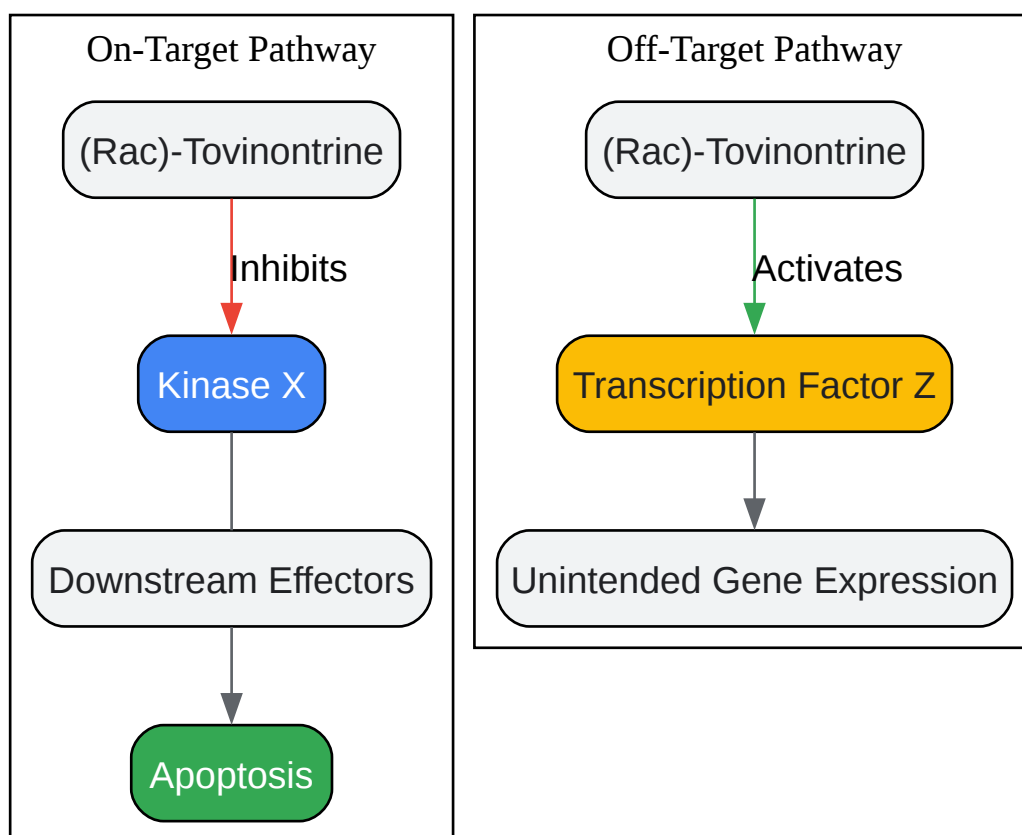 On-Target Pathway
(Rac)-Tovinontrine
Inhibits
Kinase X
Downstream Effectors
Apoptosis
Off-Target Pathway
(Rac)-Tovinontrine
Activates
Transcription Factor Z
Unintended Gene Expression